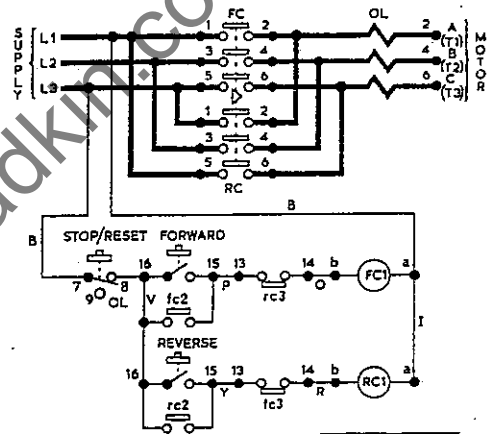 FC
OL
SUPPLY
L1 1 2 2 A (T1)
L2 3 4 4 B (T2)
L3 5 6 6 C (T3)
MOTOR
1 2
3 4
5 6
RC
B B
STOP/RESET FORWARD
16 15 13 14 b a
7 8 V P rc3 O FC1
9 OL fc2
I
REVERSE
16 15 13 14 b a
Y fc3 R RC1
rc2
adkin.co